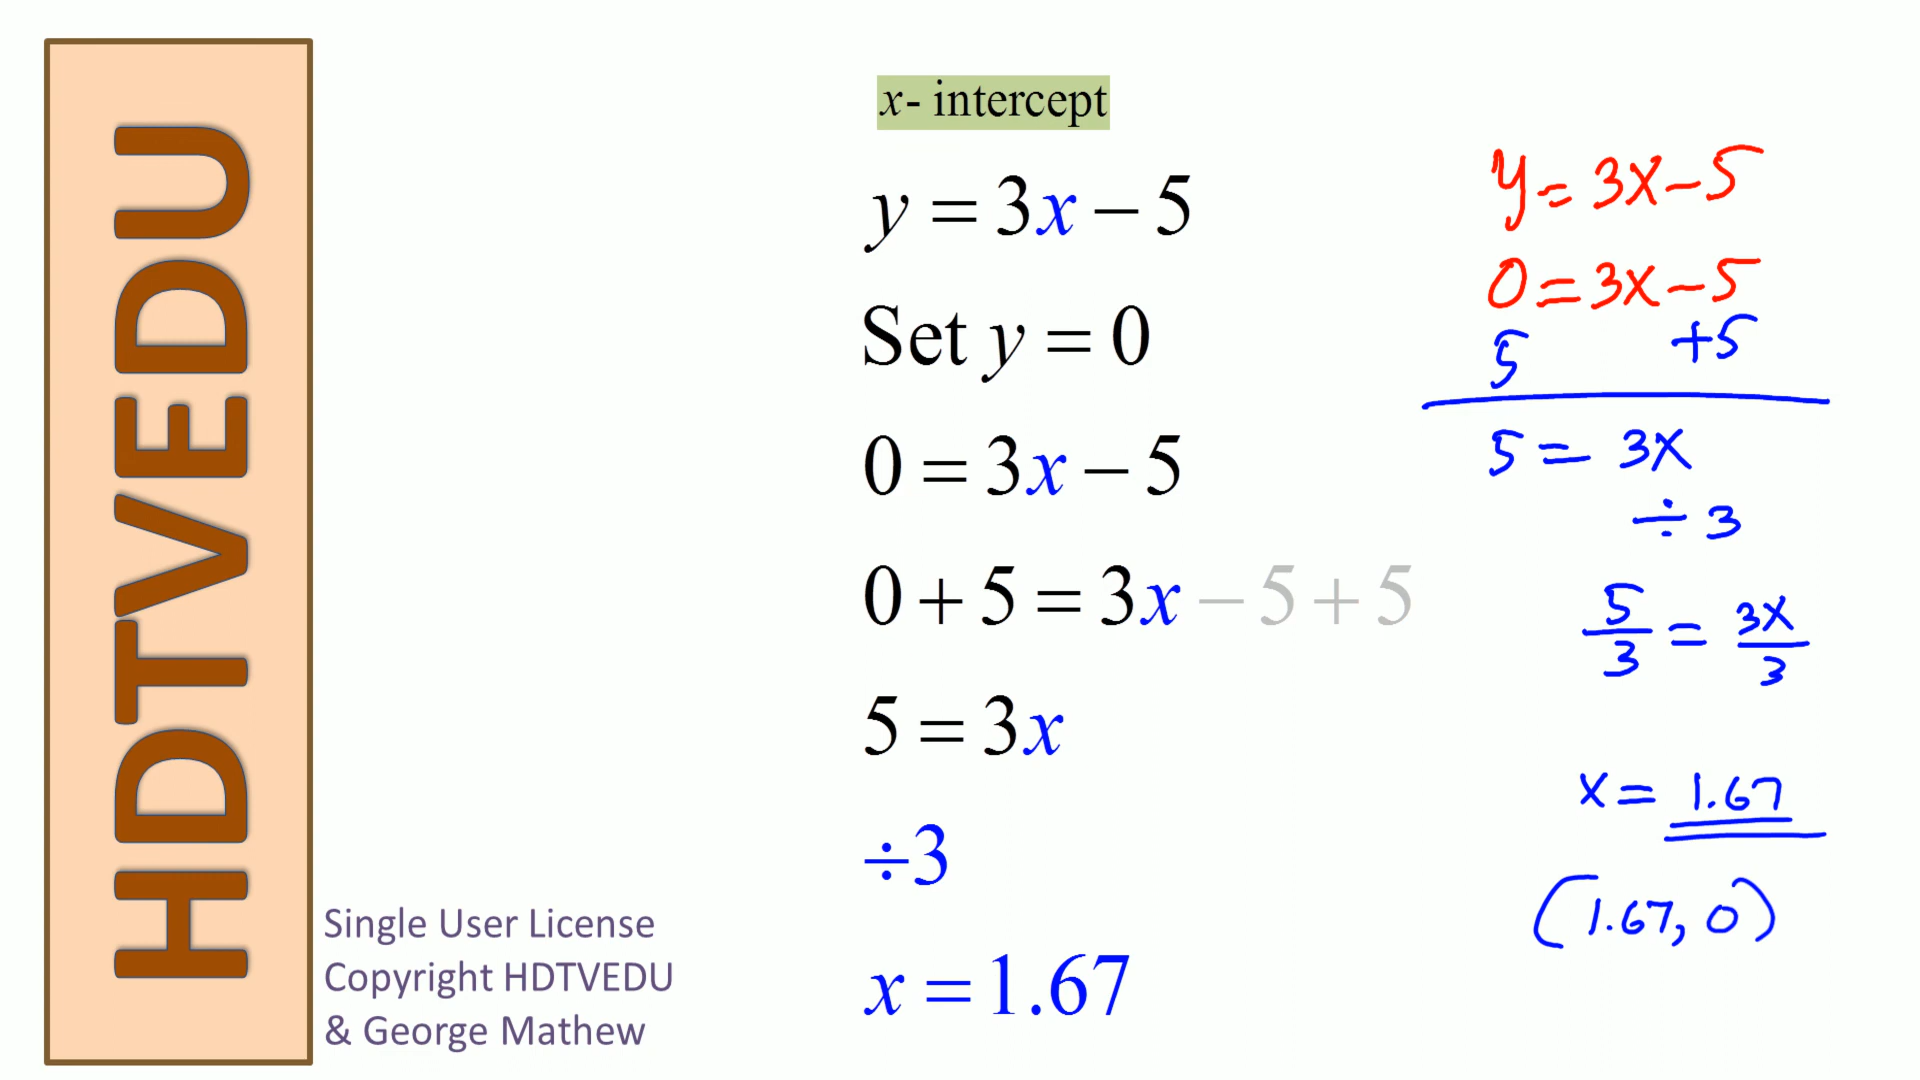 HDTVEDU
x- intercept
y = 3x − 5
Set y = 0
0 = 3x − 5
0 + 5 = 3x − 5 + 5
5 = 3x
÷3
x = 1.67
y = 3x − 5
0 = 3x − 5
5 +5
5 = 3x
÷ 3
5/3 = 3x/3
x = 1.67
(1.67, 0)
Single User License
Copyright HDTVEDU
& George Mathew